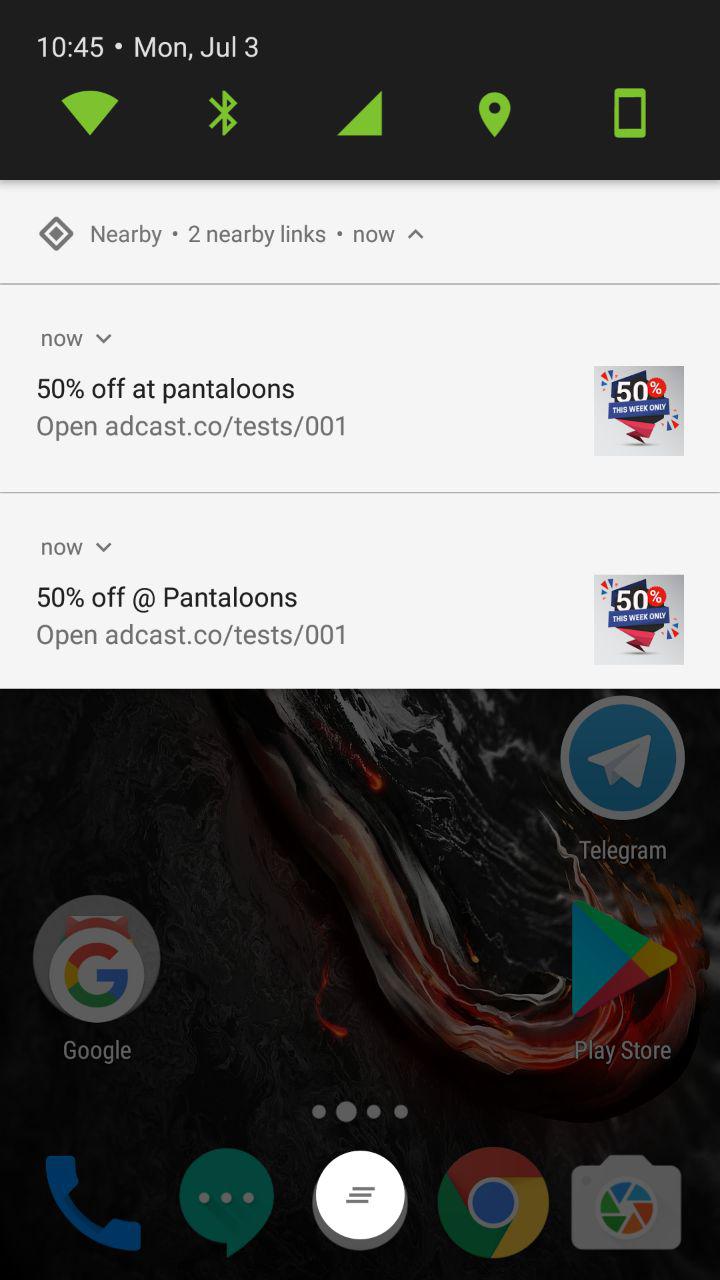 10:45 • Mon, Jul 3
Nearby • 2 nearby links • now
now
50% off at pantaloons
Open adcast.co/tests/001
50%
THIS WEEK ONLY
now
50% off @ Pantaloons
Open adcast.co/tests/001
50%
THIS WEEK ONLY
Telegram
Google
Play Store